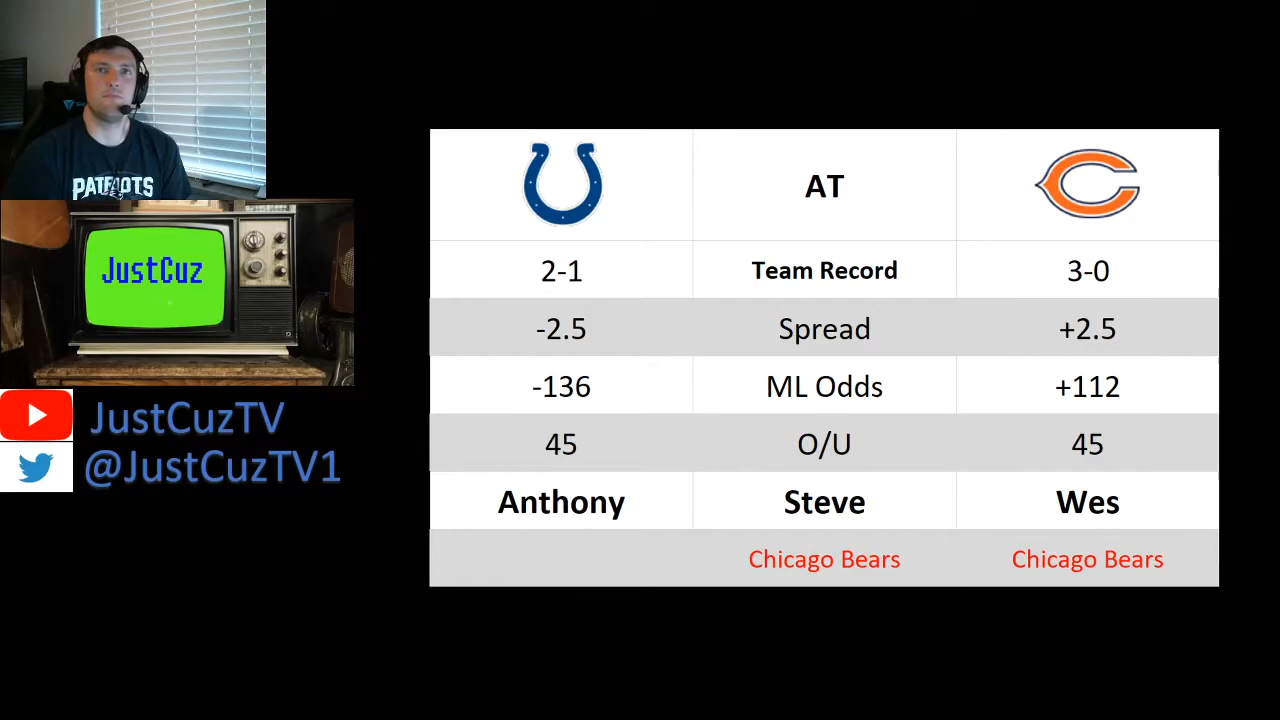 PATRIOTS
JustCuz
JustCuzTV
@JustCuzTV1
AT
2-1 Team Record 3-0
-2.5 Spread +2.5
-136 ML Odds +112
45 O/U 45
Anthony Steve Wes
Chicago Bears Chicago Bears